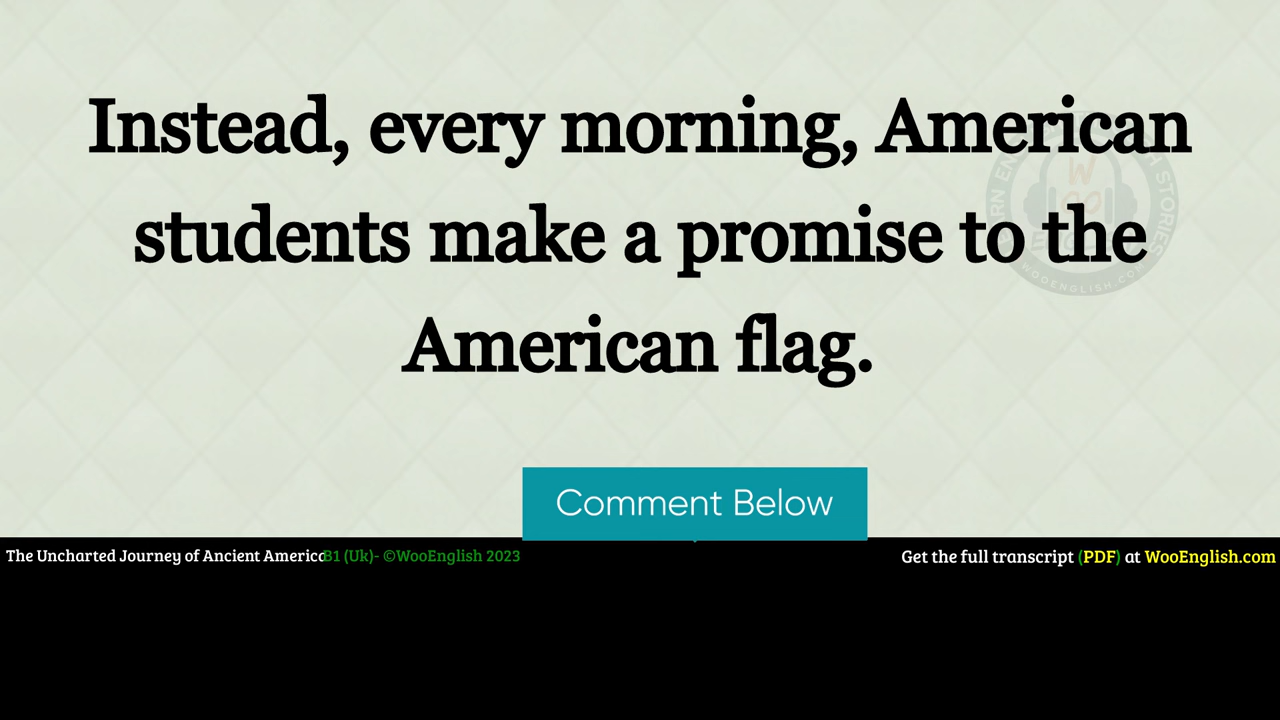 Instead, every morning, American
students make a promise to the
American flag.
Comment Below
The Uncharted Journey of Ancient America B1 (Uk)- ©WooEnglish 2023
Get the full transcript (PDF) at WooEnglish.com